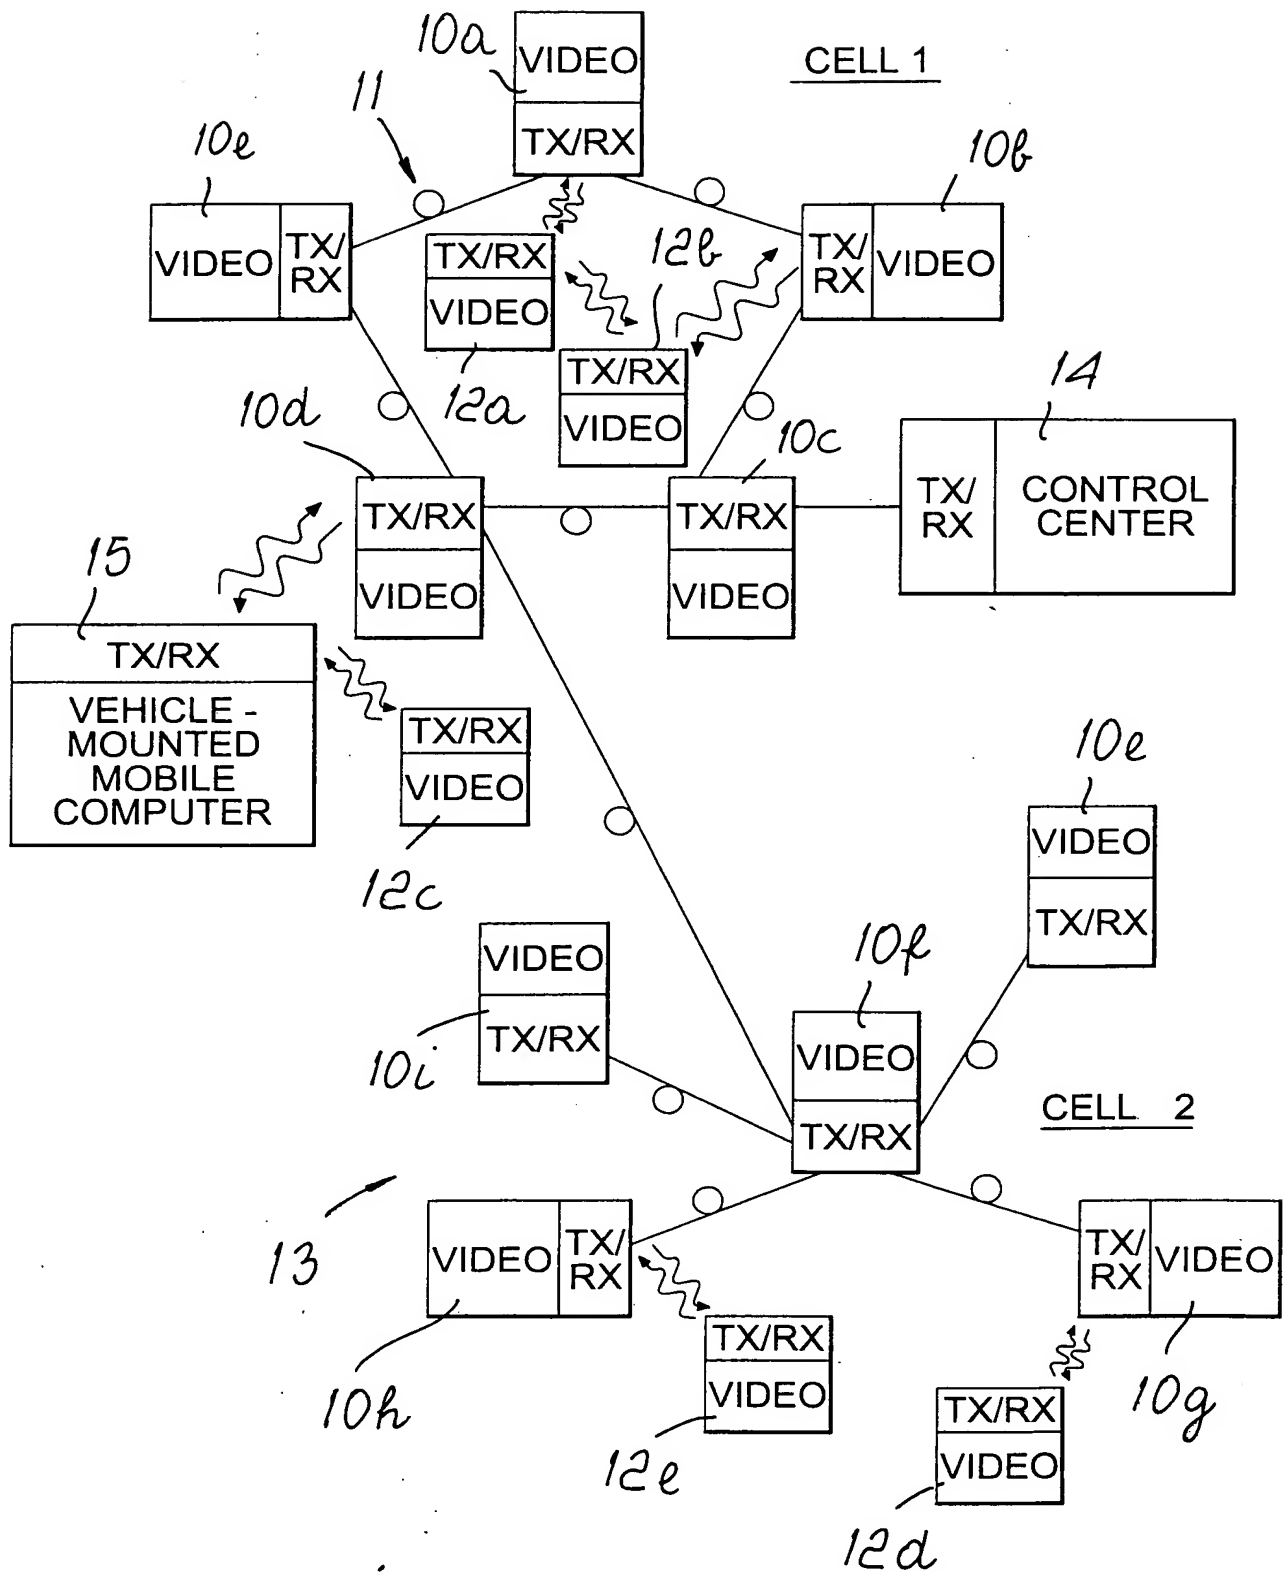 10a
VIDEO
TX/RX
CELL 1
11
10e
VIDEO
TX/
RX
10b
TX/
RX
VIDEO
TX/RX
VIDEO
12a
12b
TX/RX
VIDEO
10d
TX/RX
VIDEO
10c
TX/RX
VIDEO
14
TX/
RX
CONTROL
CENTER
15
TX/RX
VEHICLE -
MOUNTED
MOBILE
COMPUTER
TX/RX
VIDEO
12c
10e
VIDEO
TX/RX
VIDEO
TX/RX
10i
10f
VIDEO
TX/RX
CELL 2
13
VIDEO
TX/
RX
10h
TX/
RX
VIDEO
10g
TX/RX
VIDEO
12e
TX/RX
VIDEO
12d